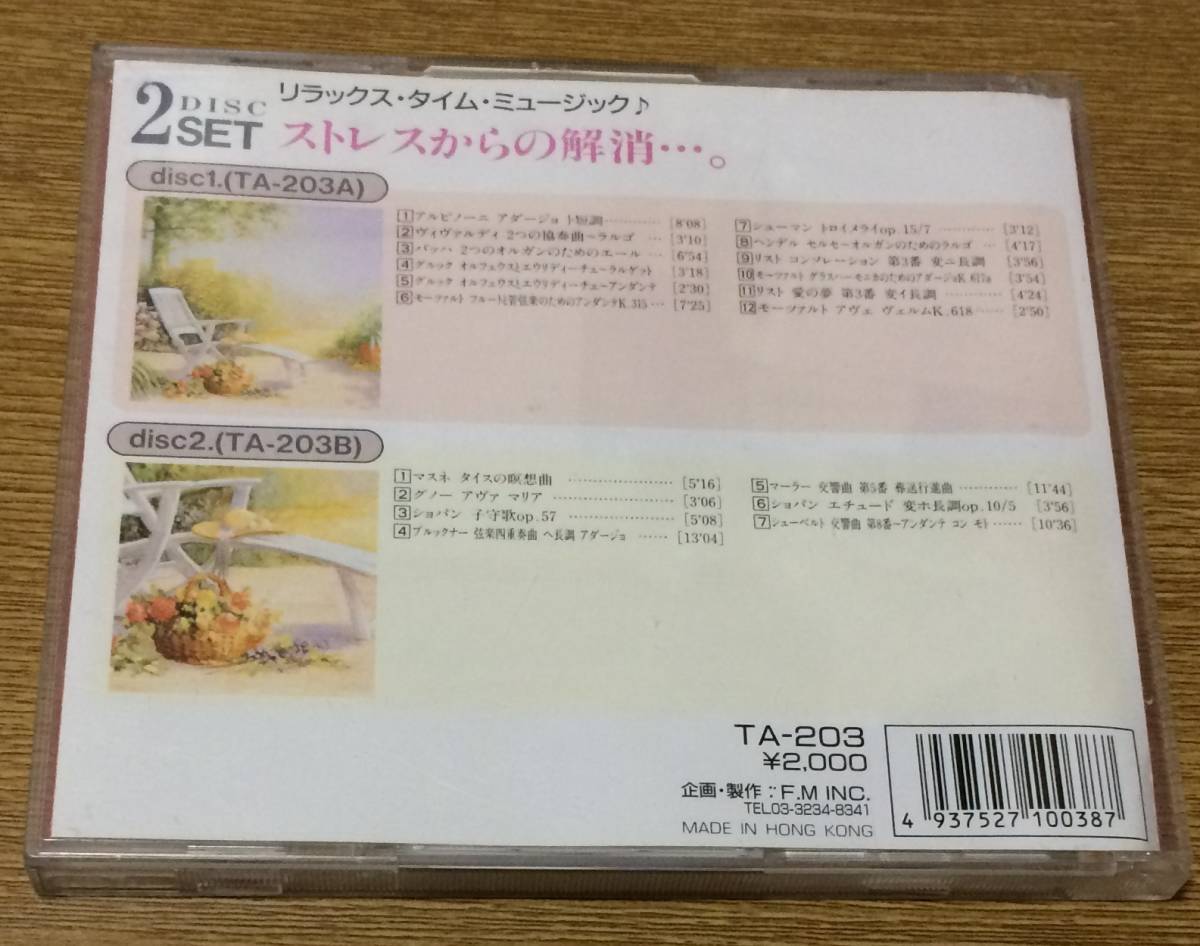 2 DISC SET
リラックス・タイム・ミュージック♪
ストレスからの解消…。
disc1.(TA-203A)
1 アルビノーニ アダージョ ト短調………… [8'08]
2 ヴィヴァルディ 2つの協奏曲〜ラルゴ … [3'10]
3 バッハ 2つのオルガンのためのエール … [6'54]
4 グルック オルフェウスとエウリディーチェーラルゲット [3'18]
5 グルック オルフェウスとエウリディーチェーアンダンテ [2'30]
6 モーツァルト フルートと管弦楽のためのアンダンテK.315… [7'25]
7 シューマン トロイメライop.15/7 ………… [3'12]
8 ヘンデル セルセーオルガンのためのラルゴ … [4'17]
9 リスト コンソレーション 第3番 変ニ長調 [3'56]
10 モーツァルト グラスハーモニカのためのアダージョK.617a [3'54]
11 リスト 愛の夢 第3番 変イ長調 ………… [4'24]
12 モーツァルト アヴェ ヴェルムK.618…… [2'50]
disc2.(TA-203B)
1 マスネ タイスの瞑想曲 ………………… [5'16]
2 グノー アヴァ マリア ………………… [3'06]
3 ショパン 子守歌op.57 ………………… [5'08]
4 ブルックナー 弦楽四重奏曲 ヘ長調 アダージョ …… [13'04]
5 マーラー 交響曲 第5番 葬送行進曲 ………… [11'44]
6 ショパン エチュード 変ホ長調op.10/5 [3'56]
7 シューベルト 交響曲 第8番ーアンダンテ コン モト…… [10'36]
TA-203
¥2,000
企画・製作：F.M INC.
TEL03-3234-8341
MADE IN HONG KONG
4 937527 100387